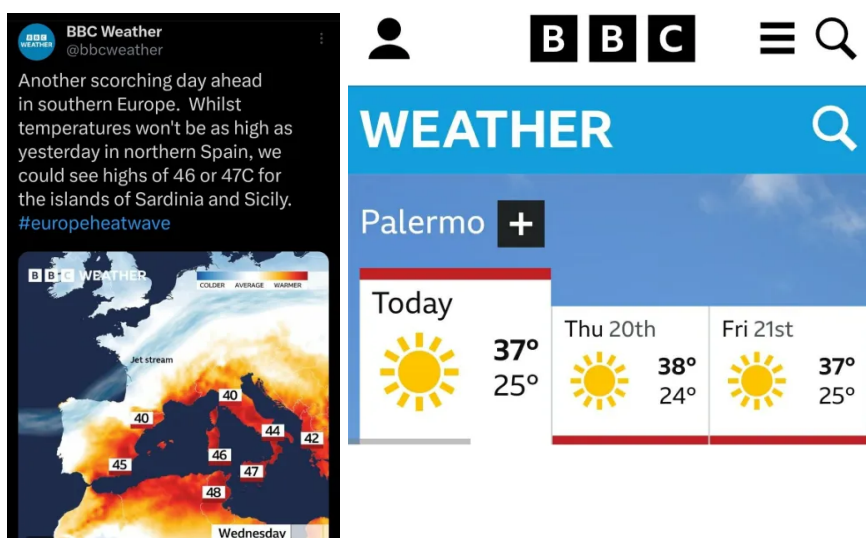 BBC
WEATHER
BBC Weather
@bbcweather
Another scorching day ahead
in southern Europe.  Whilst
temperatures won't be as high as
yesterday in northern Spain, we
could see highs of 46 or 47C for
the islands of Sardinia and Sicily.
#europeheatwave
BBC WEATHER
COLDER AVERAGE WARMER
Jet stream
40
40
44
42
46
45
47
48
Wednesday
BBC
WEATHER
Palermo +
Today
37°
25°
Thu 20th
38°
24°
Fri 21st
37°
25°